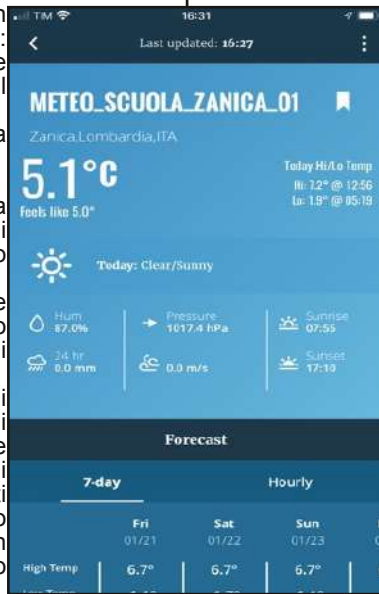 TIM 16:31
Last updated: 16:27
METEO_SCUOLA_ZANICA_01
Zanica,Lombardia,ITA
5.1°C
Feels like 5.0°
Today Hi/Lo Temp
Hi: 7.2° @ 12:56
Lo: 1.9° @ 05:19
Today: Clear/Sunny
Hum
87.0%
Pressure
1017.4 hPa
Sunrise
07:55
24 hr
0.0 mm
0.0 m/s
Sunset
17:10
Forecast
7-day Hourly
Fri Sat Sun
01/21 01/22 01/23
High Temp 6.7° 6.7° 6.7°